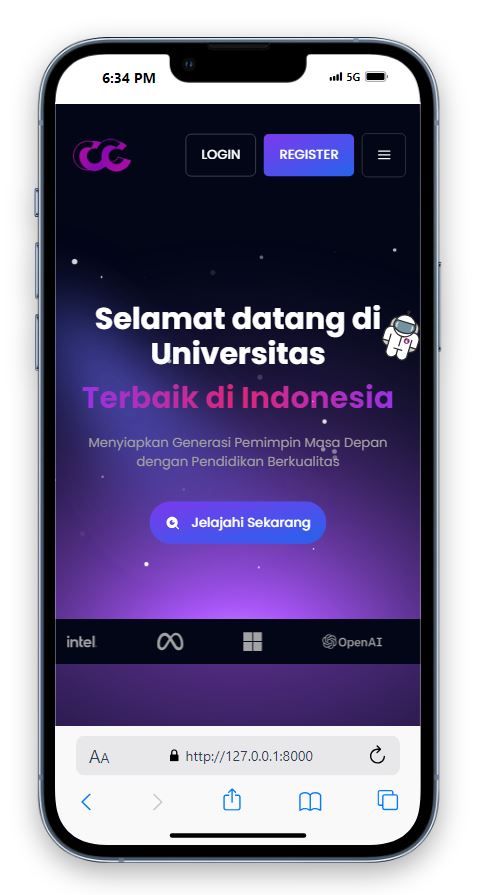 6:34 PM
5G
CC
LOGIN
REGISTER
Selamat datang di
Universitas
Terbaik di Indonesia
Menyiapkan Generasi Pemimpin Masa Depan
dengan Pendidikan Berkualitas
Jelajahi Sekarang
intel.
OpenAI
AA
http://127.0.0.1:8000